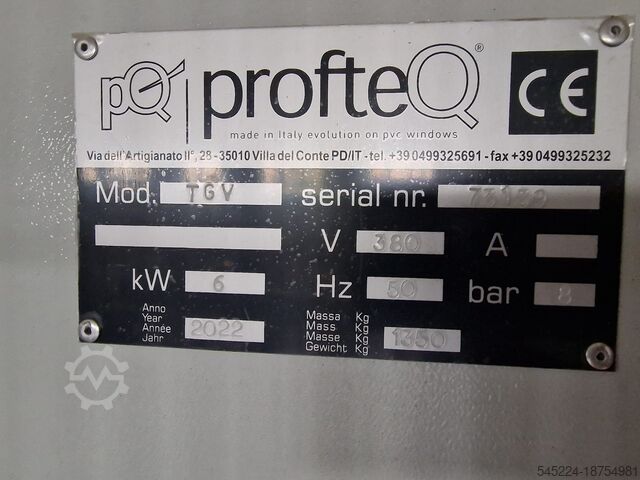 pQ profteQ® CE
made in Italy evolution on pvc windows
Via dell'Artigianato II°, 28 - 35010 Villa del Conte PD/IT - tel. +39 0499325691 - fax +39 0499325232
Mod. TGV serial nr.
V 380 A
kW 6 Hz 50 bar 8
Anno
Year
Année
Jahr
2022
Massa Kg
Mass Kg
Masse Kg
Gewicht Kg
1350
545224-18754981